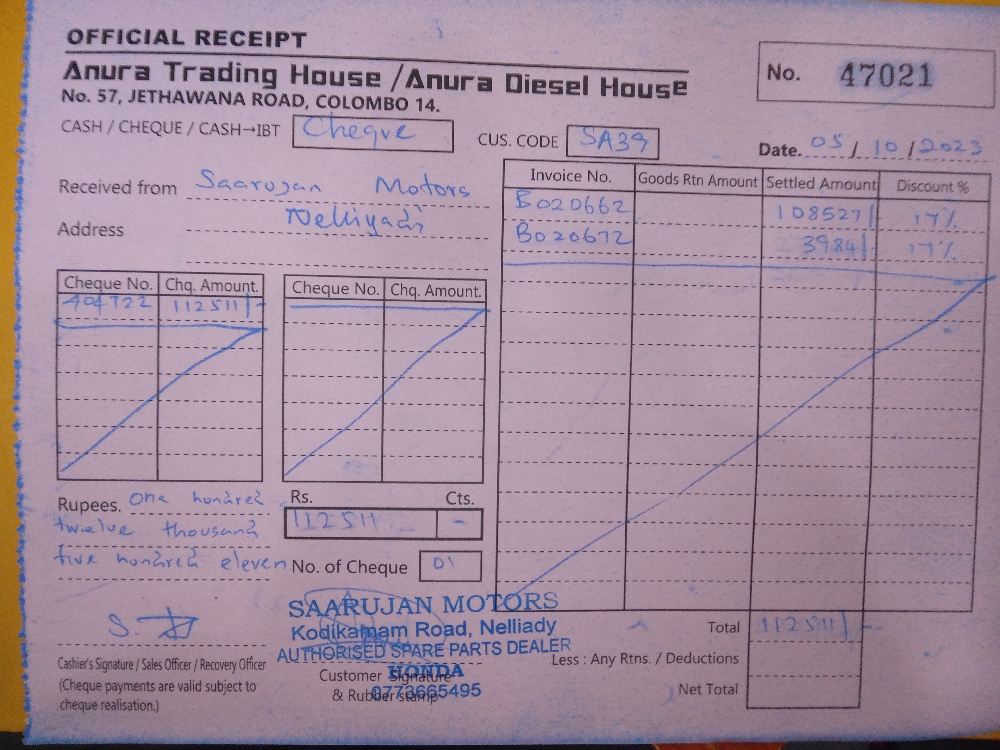 OFFICIAL RECEIPT
Anura Trading House / Anura Diesel House
No. 57, JETHAWANA ROAD, COLOMBO 14.
No. 47021
CASH / CHEQUE / CASH→IBT Cheque
CUS. CODE SA39
Date. 05 / 10 / 2023
Received from Saarujan Motors
Address Nelliyadi
Invoice No. Goods Rtn Amount Settled Amount Discount %
B020662 108527/- 17%
B020672 3984/- 17%
Cheque No. Chq. Amount. Cheque No. Chq. Amount.
404722 112511/-
Rupees. one hundred
twelve thousand
five hundred eleven
Rs. Cts.
112511 -
No. of Cheque 01
SAARUJAN MOTORS
Kodikamam Road, Nelliady
AUTHORISED SPARE PARTS DEALER
HONDA
0773665495
Cashier's Signature / Sales Officer / Recovery Officer
(Cheque payments are valid subject to
cheque realisation.)
Customer Signature
& Rubber stamp
Total 112511/-
Less : Any Rtns. / Deductions
Net Total